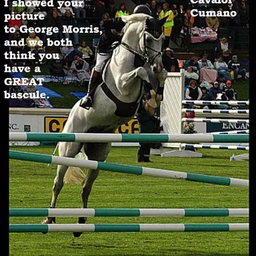 I showed your
picture
to George Morris,
and we both
think you
have a
GREAT
bascule.
Cavalor
Cumano